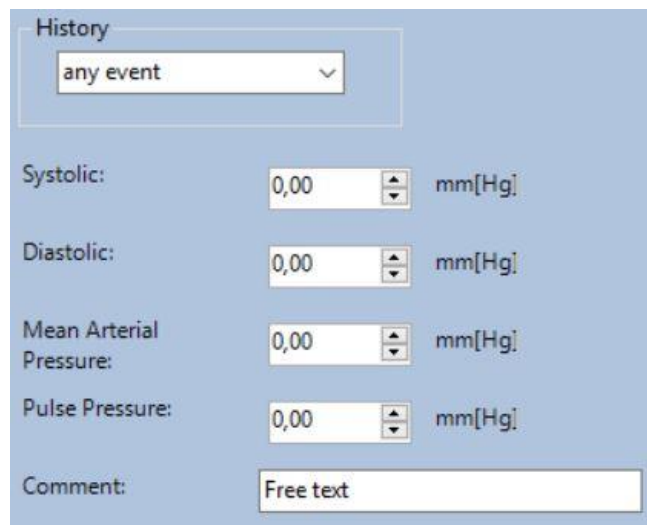 History
any event
Systolic: 0,00 mm[Hg]
Diastolic: 0,00 mm[Hg]
Mean Arterial
Pressure: 0,00 mm[Hg]
Pulse Pressure: 0,00 mm[Hg]
Comment: Free text